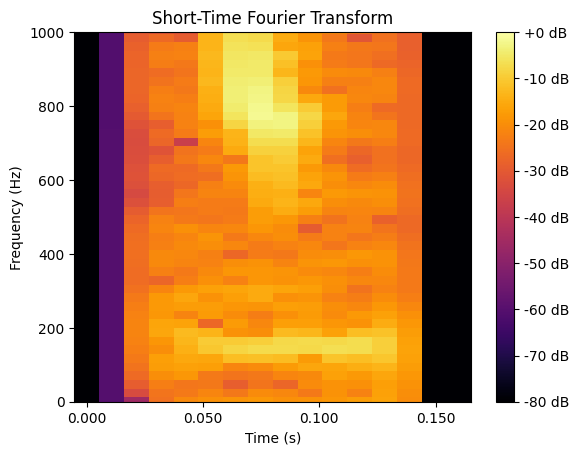 Short-Time Fourier Transform
1000
800
600
400
200
0
Frequency (Hz)
0.000
0.050
0.100
0.150
Time (s)
+0 dB
-10 dB
-20 dB
-30 dB
-40 dB
-50 dB
-60 dB
-70 dB
-80 dB